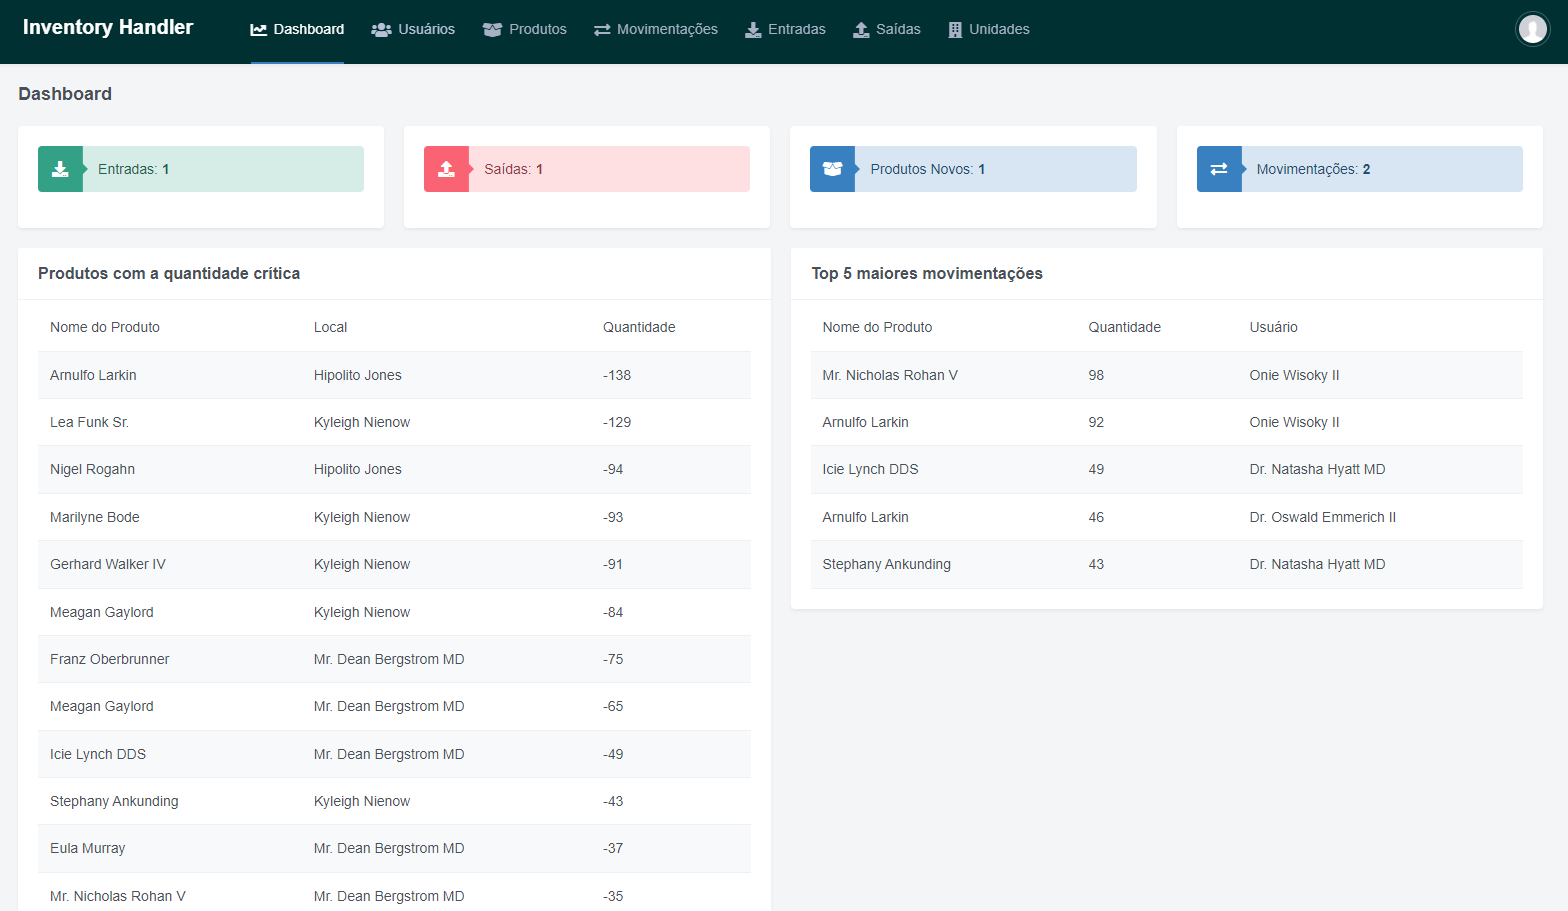 Inventory Handler Dashboard Usuários Produtos Movimentações Entradas Saídas Unidades
Dashboard
Entradas: 1
Saídas: 1
Produtos Novos: 1
Movimentações: 2
Produtos com a quantidade crítica
Nome do Produto Local Quantidade
Arnulfo Larkin Hipolito Jones -138
Lea Funk Sr. Kyleigh Nienow -129
Nigel Rogahn Hipolito Jones -94
Marilyne Bode Kyleigh Nienow -93
Gerhard Walker IV Kyleigh Nienow -91
Meagan Gaylord Kyleigh Nienow -84
Franz Oberbrunner Mr. Dean Bergstrom MD -75
Meagan Gaylord Mr. Dean Bergstrom MD -65
Icie Lynch DDS Mr. Dean Bergstrom MD -49
Stephany Ankunding Kyleigh Nienow -43
Eula Murray Mr. Dean Bergstrom MD -37
Mr. Nicholas Rohan V Mr. Dean Bergstrom MD -35
Top 5 maiores movimentações
Nome do Produto Quantidade Usuário
Mr. Nicholas Rohan V 98 Onie Wisoky II
Arnulfo Larkin 92 Onie Wisoky II
Icie Lynch DDS 49 Dr. Natasha Hyatt MD
Arnulfo Larkin 46 Dr. Oswald Emmerich II
Stephany Ankunding 43 Dr. Natasha Hyatt MD